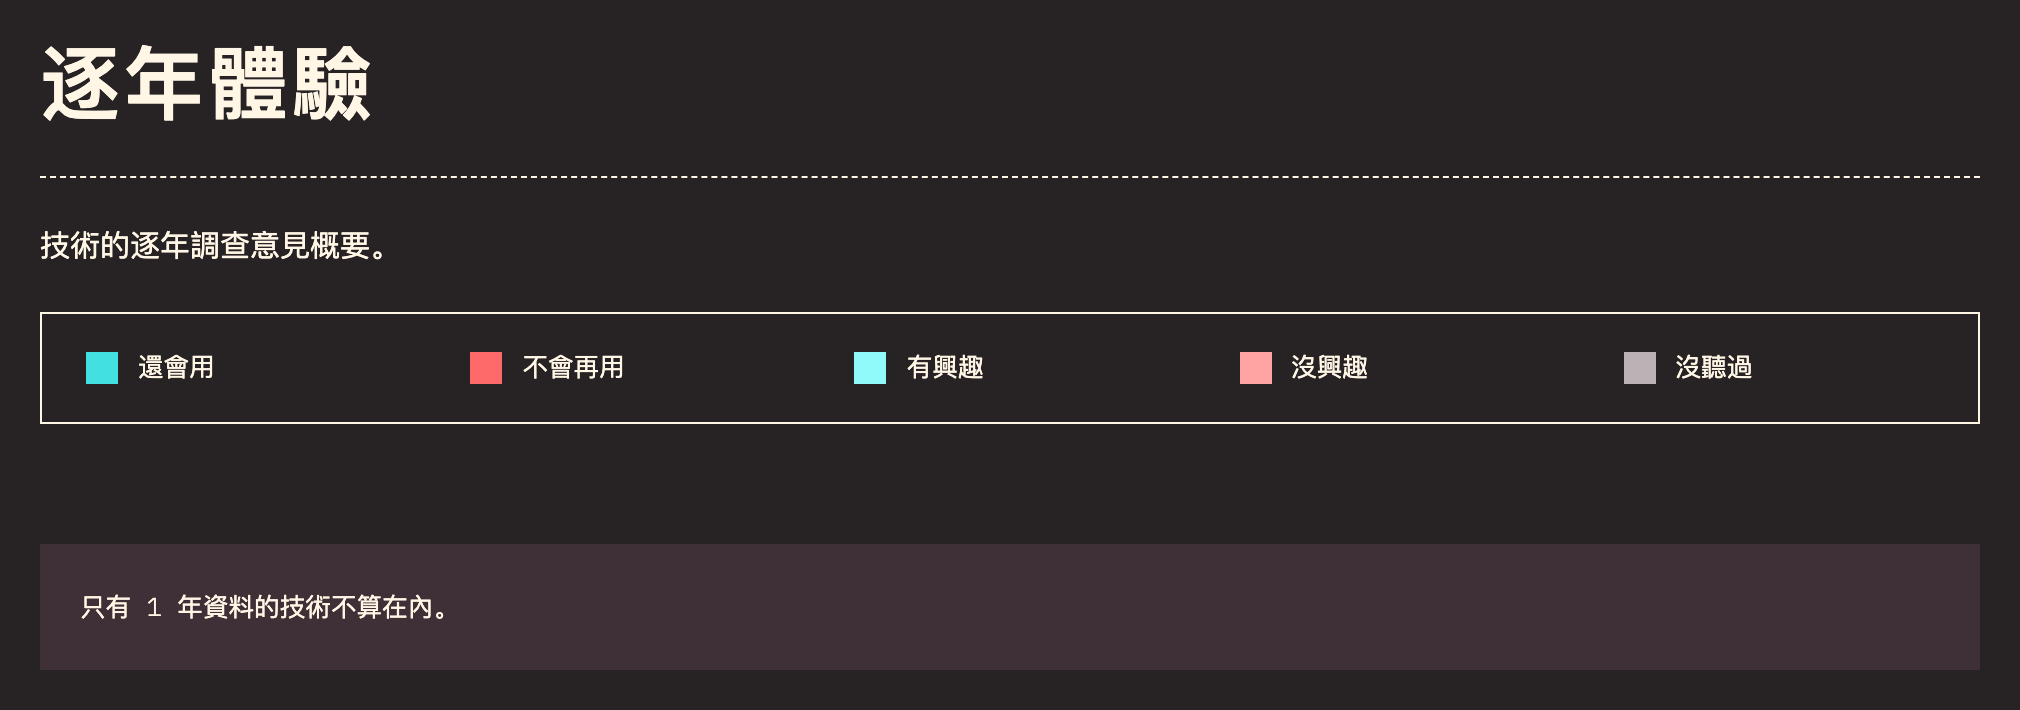 逐年體驗
技術的逐年調查意見概要。
還會用 不會再用 有興趣 沒興趣 沒聽過
只有 1 年資料的技術不算在內。